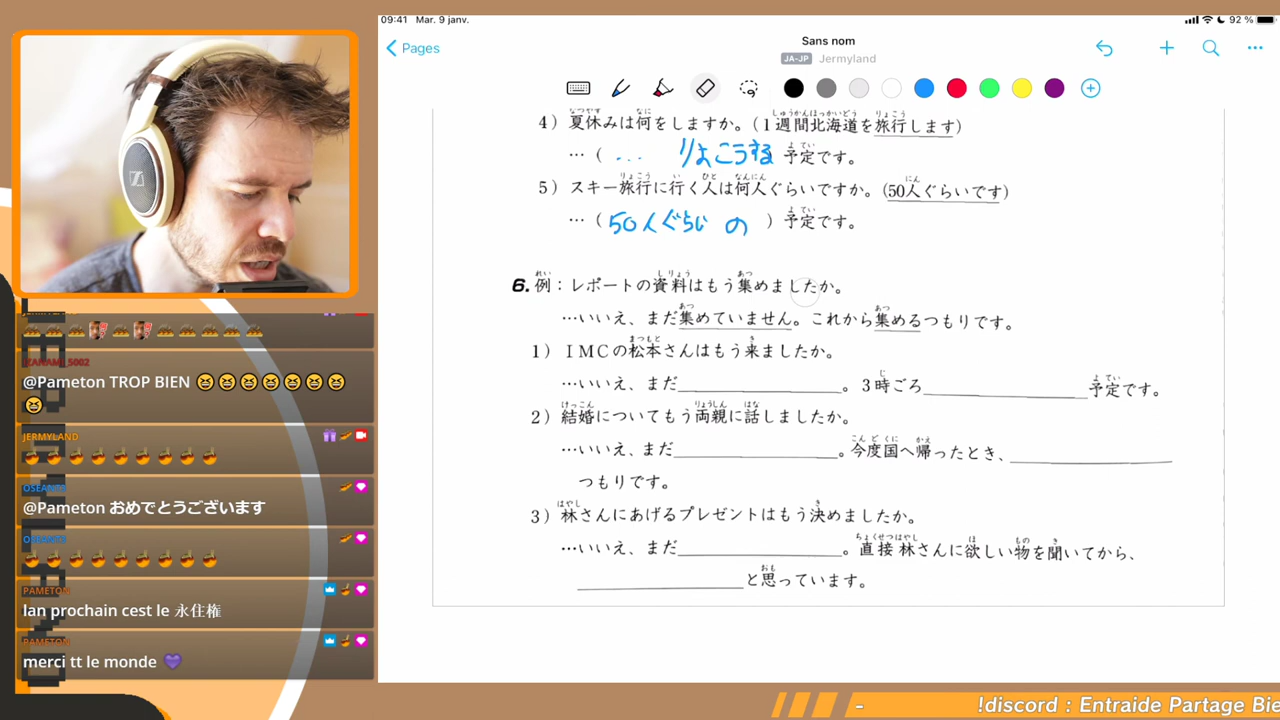 09:41 Mar. 9 janv.
92 %
Pages
Sans nom
JA-JP Jermyland
4) 夏休みは何をしますか。(1週間北海道を旅行します)
…( ... りょこうする 予定です。
5) スキー旅行に行く人は何人ぐらいですか。(50人ぐらいです)
…( 50人ぐらい の )予定です。
6. 例:レポートの資料はもう集めましたか。
…いいえ、まだ集めていません。これから集めるつもりです。
1) IMCの松本さんはもう来ましたか。
…いいえ、まだ____。3時ごろ____予定です。
2) 結婚についてもう両親に話しましたか。
…いいえ、まだ____。今度国へ帰ったとき、____
つもりです。
3) 林さんにあげるプレゼントはもう決めましたか。
…いいえ、まだ____。直接林さんに欲しい物を聞いてから、
____と思っています。
@Pameton TROP BIEN
JERMYLAND
@Pameton おめでとうございます
PAMETON
lan prochain cest le 永住権
PAMETON
merci tt le monde
- !discord : Entraide Partage Bie